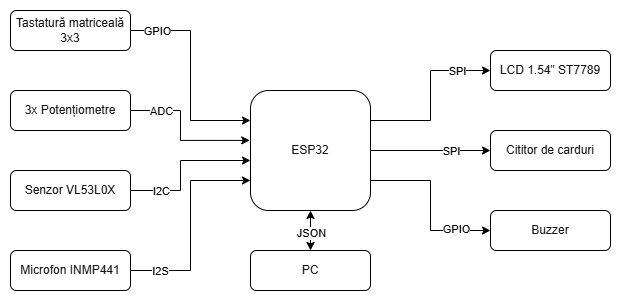 Tastatură matriceală
3x3
GPIO
3x Potențiometre
ADC
Senzor VL53L0X
I2C
Microfon INMP441
I2S
ESP32
JSON
PC
SPI
LCD 1.54" ST7789
SPI
Cititor de carduri
GPIO
Buzzer